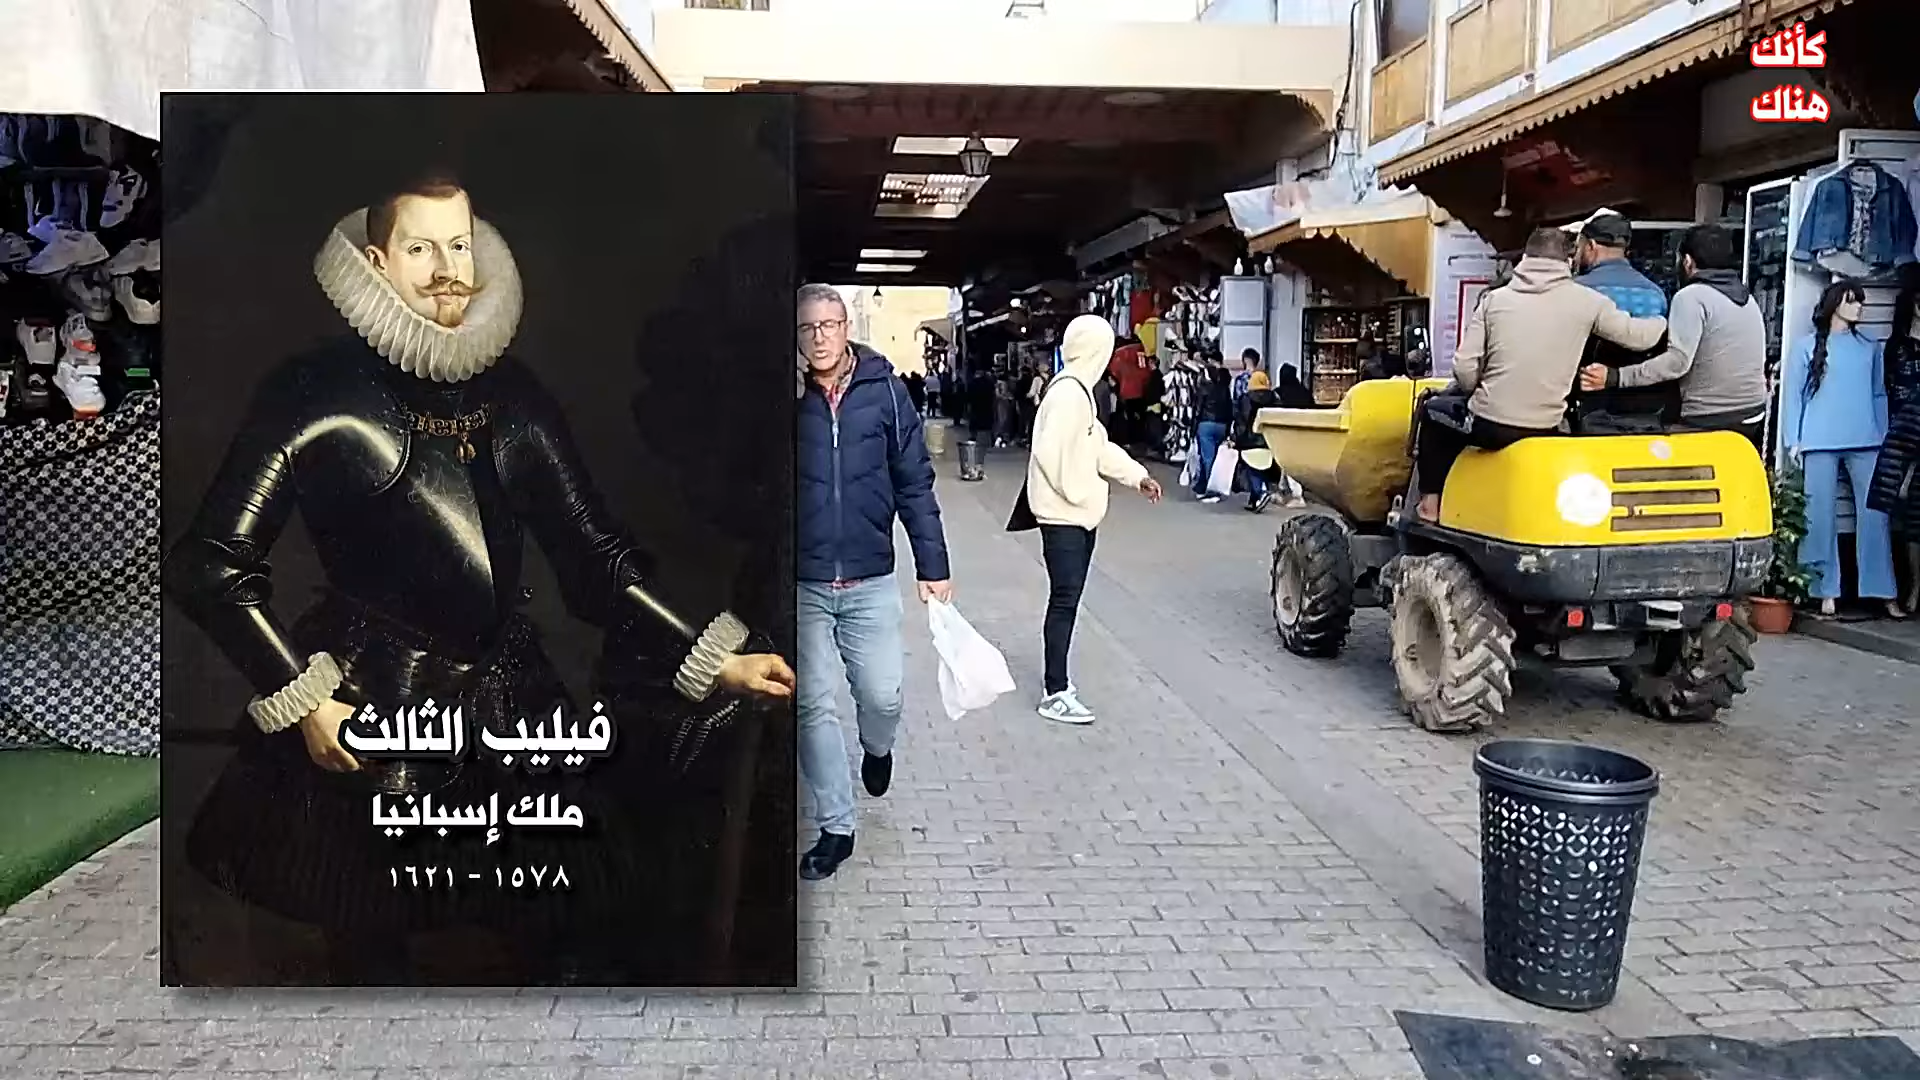 كأنك
هناك
فيليب الثالث
ملك إسبانيا
١٥٧٨ - ١٦٢١